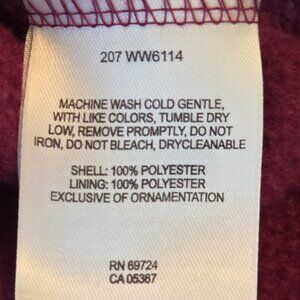 207 WW6114
MACHINE WASH COLD GENTLE,
WITH LIKE COLORS, TUMBLE DRY
LOW, REMOVE PROMPTLY, DO NOT
IRON, DO NOT BLEACH, DRYCLEANABLE
SHELL: 100% POLYESTER
LINING: 100% POLYESTER
EXCLUSIVE OF ORNAMENTATION
RN 69724
CA 05367